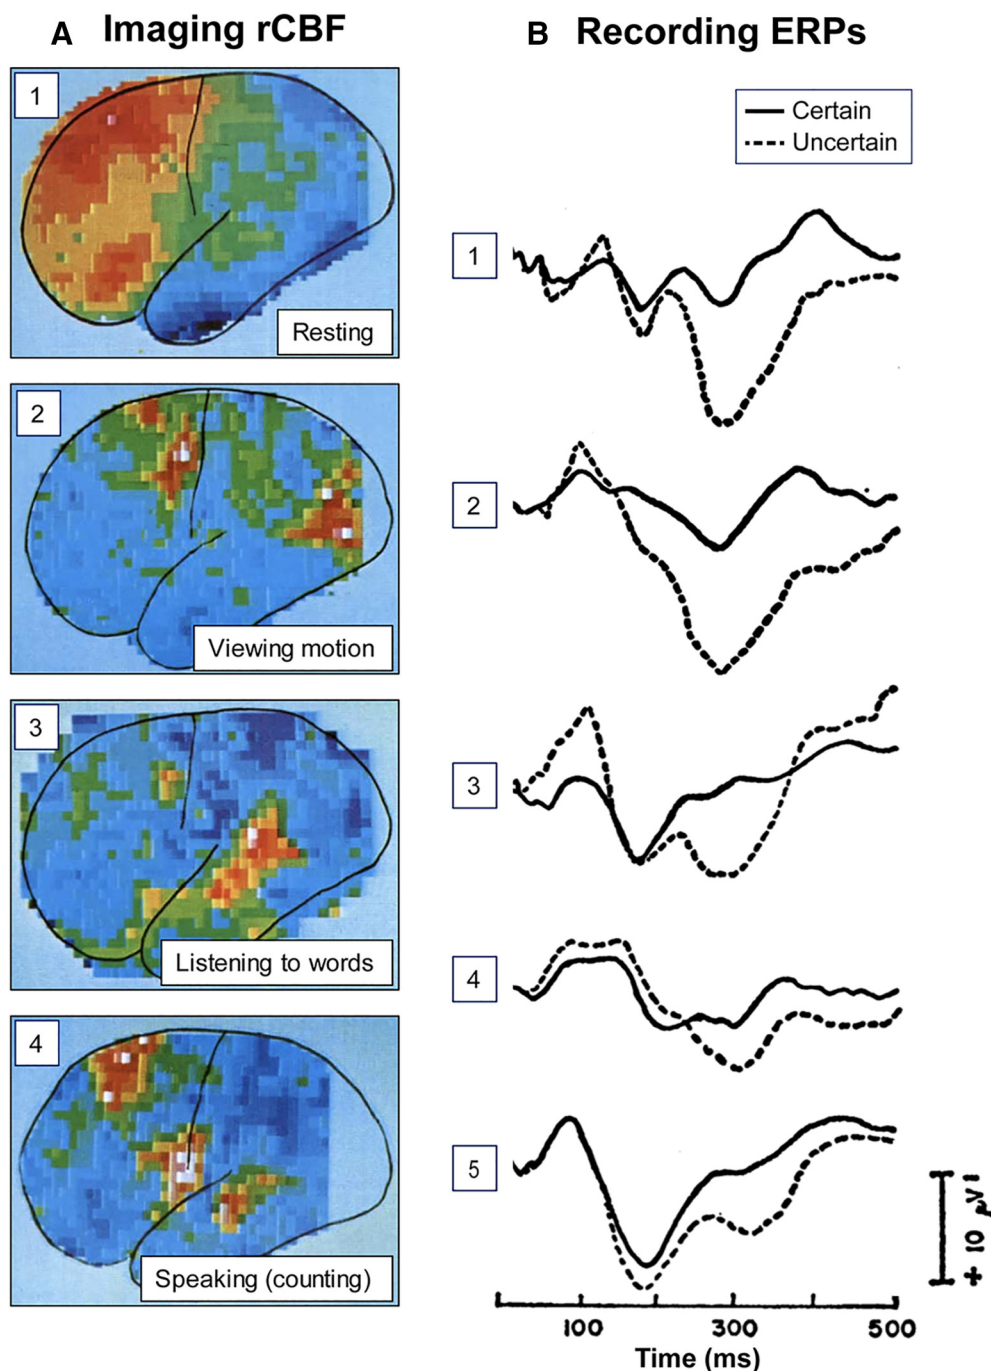 A Imaging rCBF
1
Resting
2
Viewing motion
3
Listening to words
4
Speaking (counting)
B Recording ERPs
Certain
Uncertain
1
2
3
4
5
+ 10 μV
100 300 500
Time (ms)